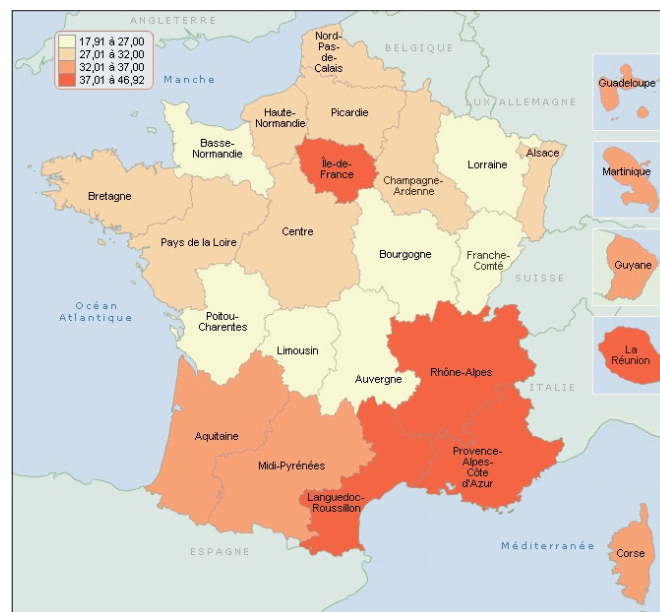 ANGLETERRE
17,91 à 27,00
27,01 à 32,00
32,01 à 37,00
37,01 à 46,92
Manche
Nord-
Pas-
de-
Calais
BELGIQUE
LUX
ALLEMAGNE
Guadeloupe
Haute-
Normandie
Picardie
Basse-
Normandie
Île-de-
France
Champagne-
Ardenne
Lorraine
Alsace
Martinique
Bretagne
Pays de la Loire
Centre
Bourgogne
Franche-
Comté
SUISSE
Guyane
Océan
Atlantique
Poitou-
Charentes
Limousin
Auvergne
Rhône-Alpes
La
Réunion
ITALIE
Aquitaine
Midi-Pyrénées
Provence-
Alpes-
Côte
d'Azur
Languedoc-
Roussillon
ESPAGNE
Méditerranée
Corse